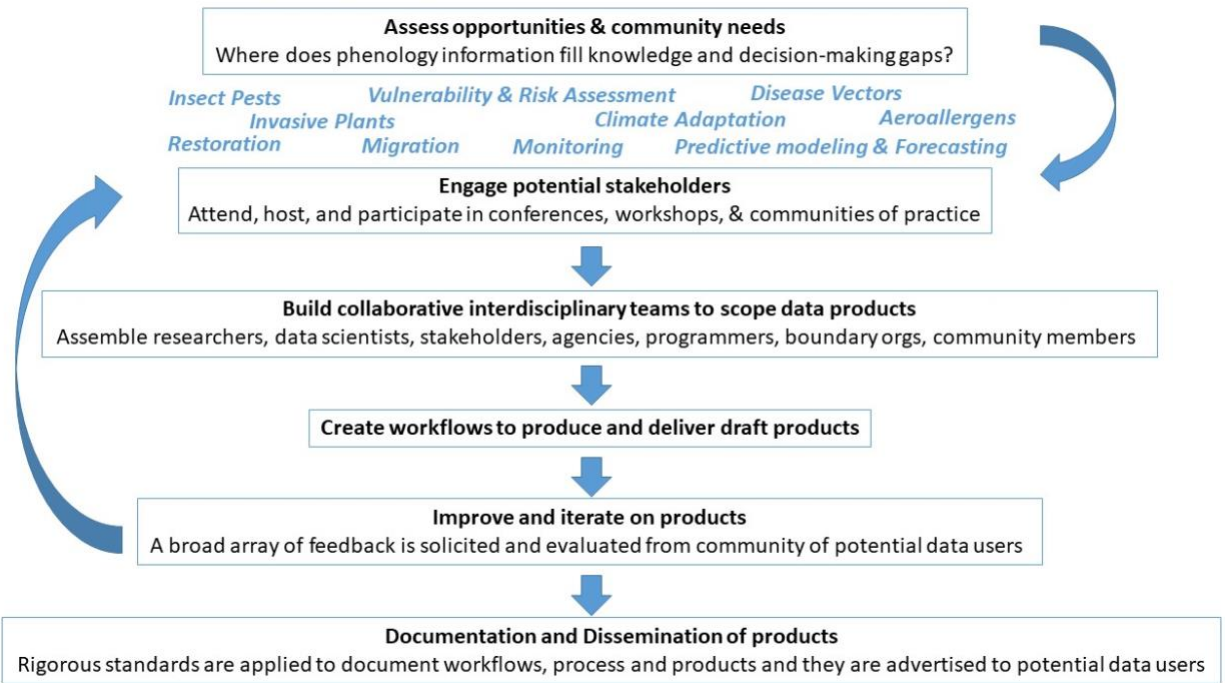 Assess opportunities & community needs
Where does phenology information fill knowledge and decision-making gaps?
Insect Pests Vulnerability & Risk Assessment Disease Vectors
Invasive Plants Climate Adaptation Aeroallergens
Restoration Migration Monitoring Predictive modeling & Forecasting
Engage potential stakeholders
Attend, host, and participate in conferences, workshops, & communities of practice
Build collaborative interdisciplinary teams to scope data products
Assemble researchers, data scientists, stakeholders, agencies, programmers, boundary orgs, community members
Create workflows to produce and deliver draft products
Improve and iterate on products
A broad array of feedback is solicited and evaluated from community of potential data users
Documentation and Dissemination of products
Rigorous standards are applied to document workflows, process and products and they are advertised to potential data users